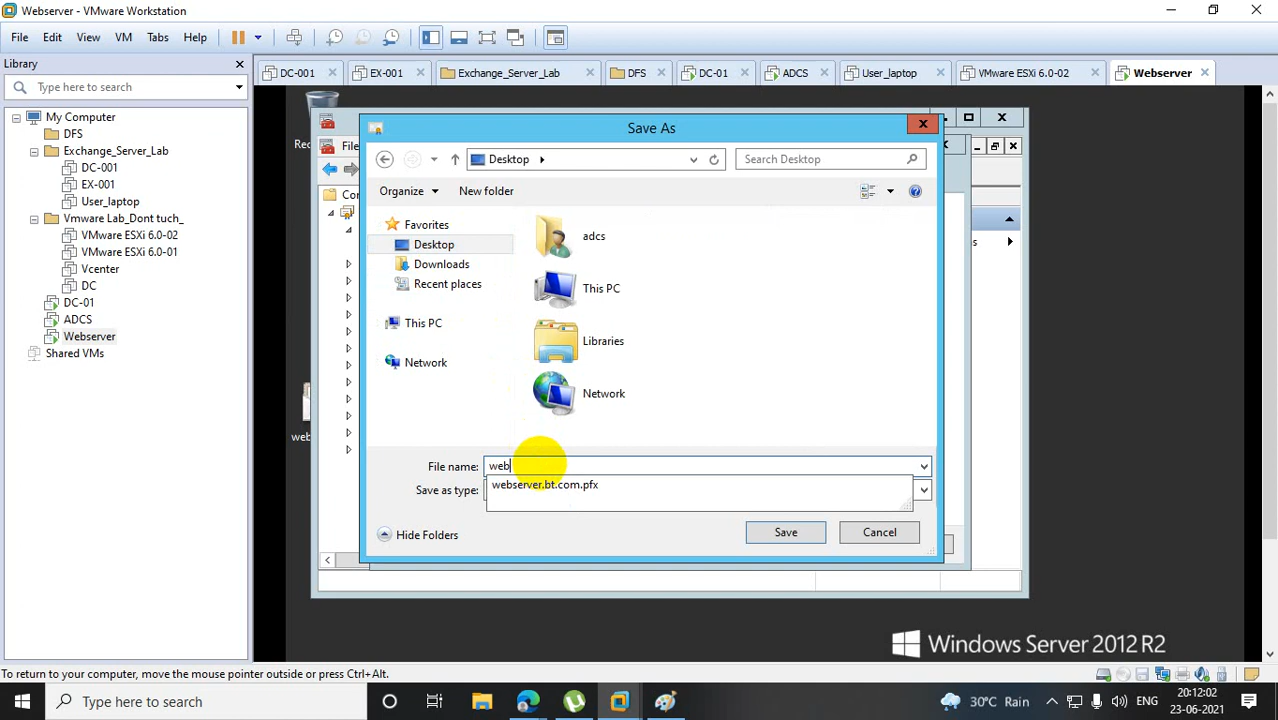 Webserver - VMware Workstation
File Edit View VM Tabs Help
Library
Type here to search
DC-001 EX-001 Exchange_Server_Lab DFS DC-01 ADCS User_laptop VMware ESXi 6.0-02 Webserver
My Computer
DFS
Exchange_Server_Lab
DC-001
EX-001
User_laptop
Vmware Lab_Dont tuch_
VMware ESXi 6.0-02
VMware ESXi 6.0-01
Vcenter
DC
DC-01
ADCS
Webserver
Shared VMs
Rec
File
Con
web
s
Save As
Desktop
Search Desktop
Organize New folder
Favorites
Desktop
Downloads
Recent places
This PC
Network
adcs
This PC
Libraries
Network
File name: web
webserver.bt.com.pfx
Save as type:
Hide Folders
Save Cancel
Windows Server 2012 R2
To return to your computer, move the mouse pointer outside or press Ctrl+Alt.
Type here to search
30°C Rain
ENG
20:12:02
23-06-2021